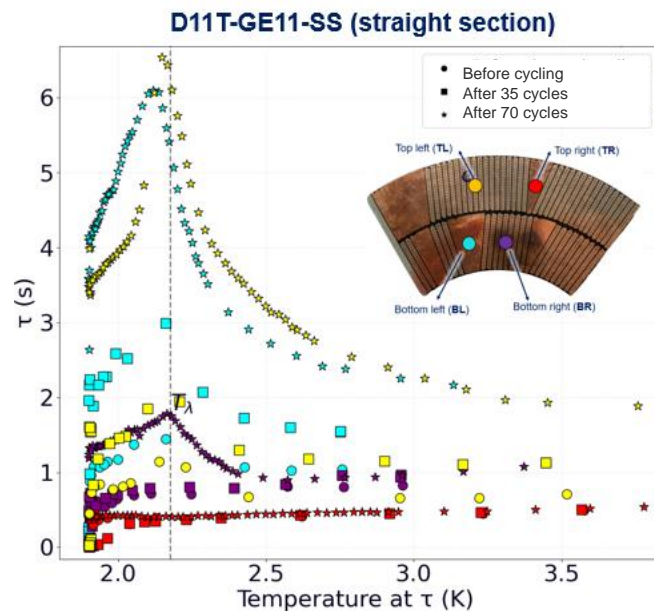 D11T-GE11-SS (straight section)
Before cycling
After 35 cycles
After 70 cycles
Top left (TL)
Top right (TR)
Bottom left (BL)
Bottom right (BR)
T_λ
τ (s)
6
5
4
3
2
1
0
2.0 2.5 3.0 3.5
Temperature at τ (K)